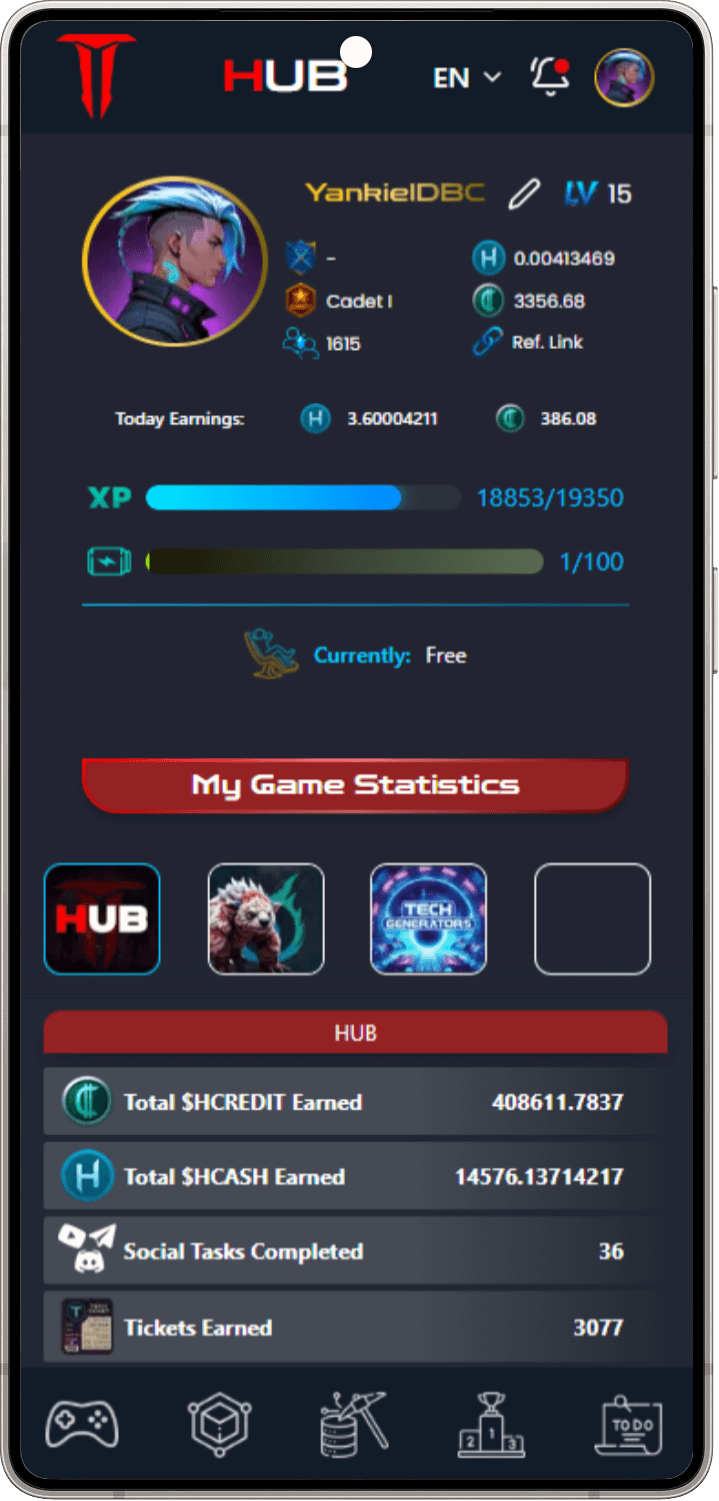 HUB
EN
YankielDBC
LV 15
- 0.00413469
Cadet I 3356.68
1615 Ref. Link
Today Earnings: 3.60004211 386.08
XP 18853/19350
1/100
Currently: Free
My Game Statistics
HUB
TECH
GENERATORS
HUB
Total $HCREDIT Earned 408611.7837
Total $HCASH Earned 14576.13714217
Social Tasks Completed 36
Tickets Earned 3077
2 1 3
TO DO